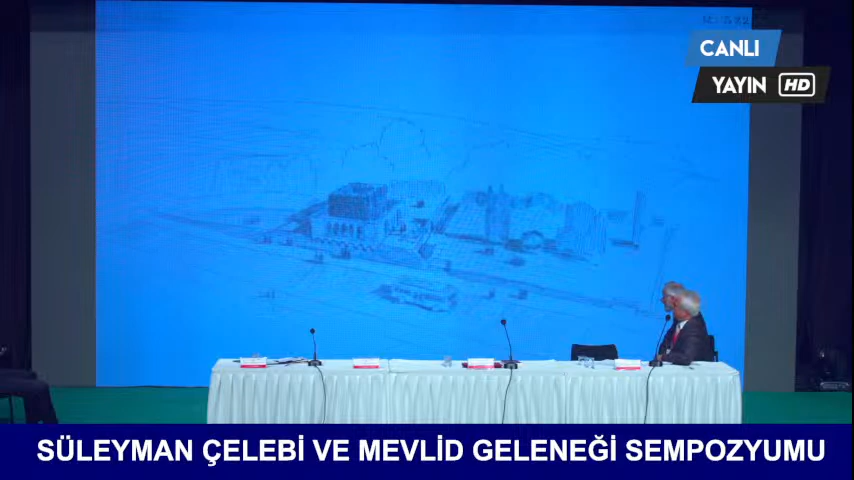 CANLI
YAYIN HD
SÜLEYMAN ÇELEBİ VE MEVLİD GELENEĞİ SEMPOZYUMU